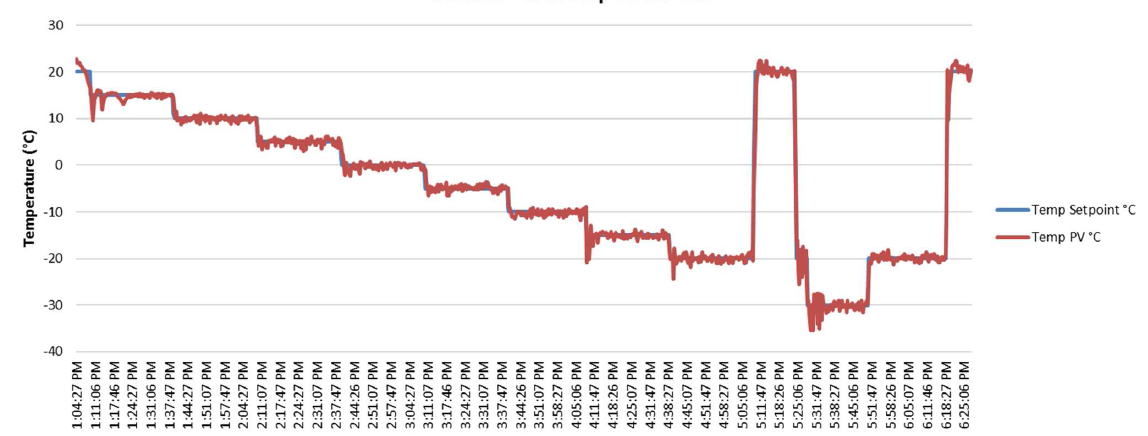 30
20
10
0
-10
-20
-30
-40
Temperature (°C)
1:04:27 PM
1:11:06 PM
1:17:46 PM
1:24:27 PM
1:31:06 PM
1:37:47 PM
1:44:27 PM
1:51:07 PM
1:57:47 PM
2:04:27 PM
2:11:07 PM
2:17:47 PM
2:24:27 PM
2:31:07 PM
2:37:47 PM
2:44:26 PM
2:51:07 PM
2:57:47 PM
3:04:26 PM
3:11:07 PM
3:17:46 PM
3:24:26 PM
3:31:07 PM
3:37:46 PM
3:44:27 PM
3:51:07 PM
3:58:27 PM
4:05:06 PM
4:11:47 PM
4:18:27 PM
4:25:07 PM
4:31:47 PM
4:38:27 PM
4:45:07 PM
4:51:47 PM
4:58:27 PM
5:05:06 PM
5:11:47 PM
5:18:26 PM
5:25:06 PM
5:31:47 PM
5:38:27 PM
5:45:06 PM
5:51:47 PM
5:58:26 PM
6:05:07 PM
6:11:46 PM
6:18:27 PM
6:25:06 PM
Temp Setpoint °C
Temp PV °C